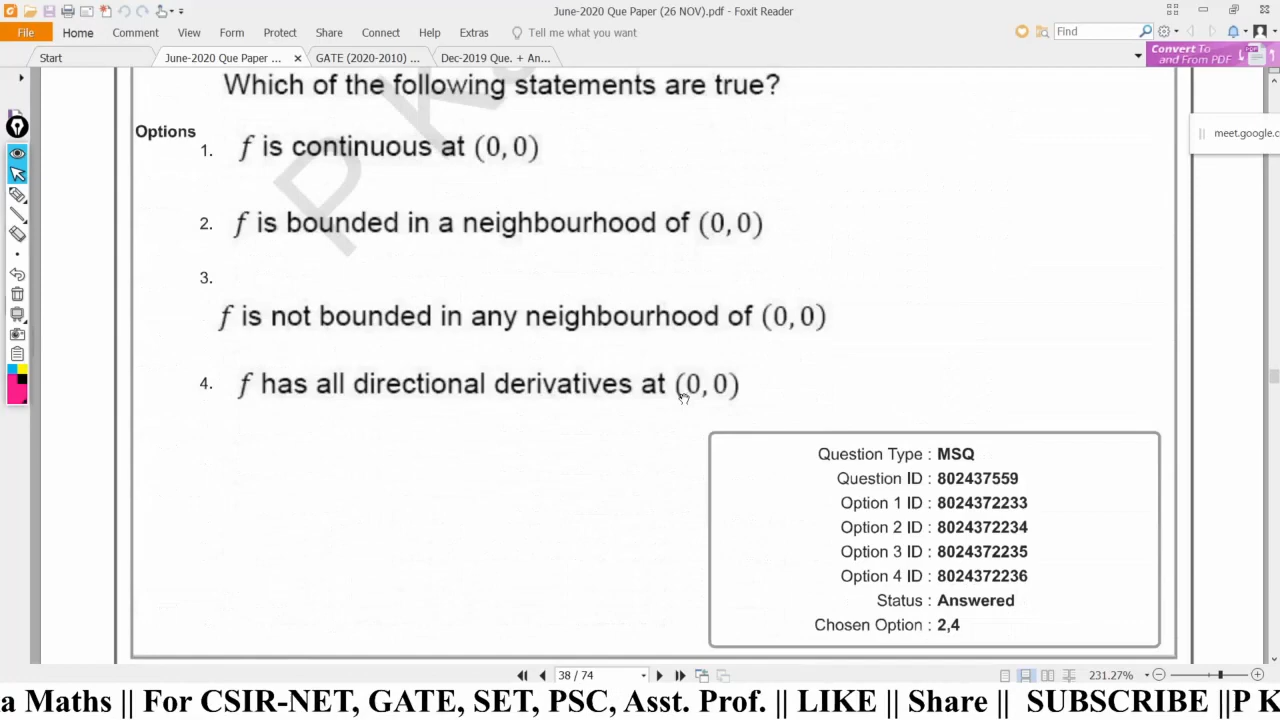 June-2020 Que Paper (26 NOV).pdf - Foxit Reader
File Home Comment View Form Protect Share Connect Help Extras Tell me what you want Find
Start June-2020 Que Paper ... × GATE (2020-2010) ... Dec-2019 Que. + An...
Convert To
and From PDF
Which of the following statements are true?
Options
1. f is continuous at (0, 0)
2. f is bounded in a neighbourhood of (0, 0)
3.
f is not bounded in any neighbourhood of (0, 0)
4. f has all directional derivatives at (0, 0)
P K
meet.google.c
Question Type : MSQ
Question ID : 802437559
Option 1 ID : 8024372233
Option 2 ID : 8024372234
Option 3 ID : 8024372235
Option 4 ID : 8024372236
Status : Answered
Chosen Option : 2,4
38 / 74
231.27%
a Maths || For CSIR-NET, GATE, SET, PSC, Asst. Prof. || LIKE || Share || SUBSCRIBE ||P K